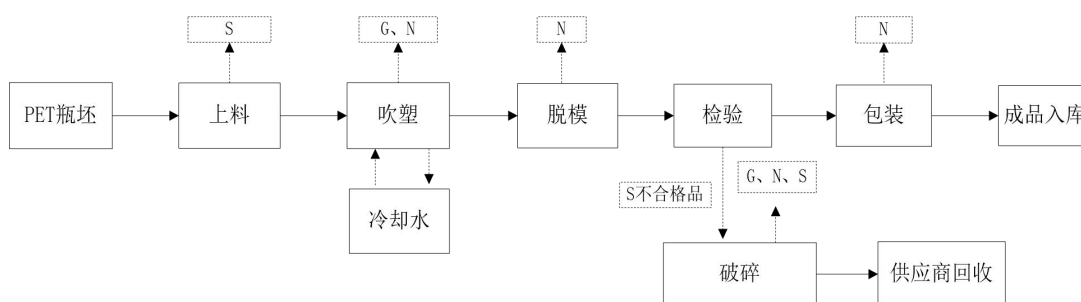 S
G、N
N
N
PET瓶坯
上料
吹塑
脱模
检验
包装
成品入库
G、N、S
S不合格品
冷却水
破碎
供应商回收